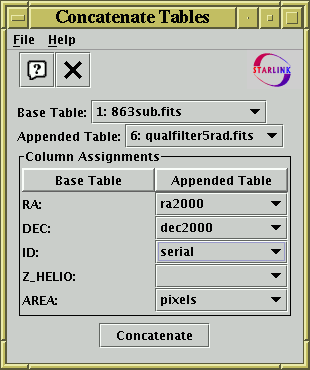 Concatenate Tables
File Help
? STARLINK
Base Table: 1: 863sub.fits
Appended Table: 6: qualfilter5rad.fits
Column Assignments
Base Table Appended Table
RA: ra2000
DEC: dec2000
ID: serial
Z_HELIO:
AREA: pixels
Concatenate